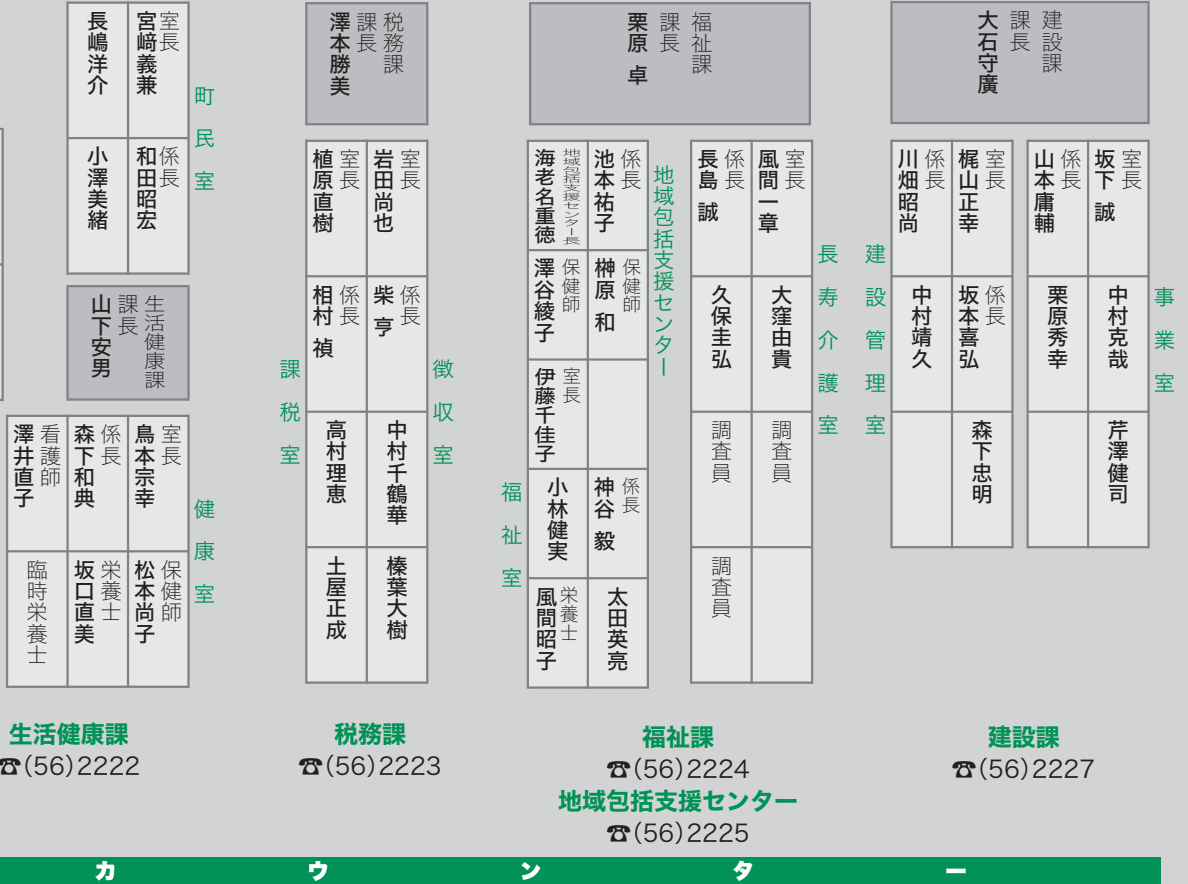 建設課
課長
大石守廣
事業室
室長
坂下 誠
中村克哉
芹澤健司
係長
山本庸輔
栗原秀幸
建設管理室
室長
梶山正幸
係長
坂本喜弘
森下忠明
係長
川畑昭尚
中村靖久
建設課
☎(56)2227
福祉課
課長
栗原 卓
長寿介護室
室長
風間一章
大窪由貴
調査員
係長
長島 誠
久保圭弘
調査員
調査員
地域包括支援センター
係長
池本祐子
保健師
榊原 和
地域包括支援センター長
海老名重徳
保健師
澤谷綾子
福祉室
室長
伊藤千佳子
係長
神谷 毅
太田英亮
小林健実
栄養士
風間昭子
福祉課
☎(56)2224
地域包括支援センター
☎(56)2225
税務課
課長
澤本勝美
徴収室
室長
岩田尚也
係長
柴 亨
中村千鶴華
榛葉大樹
課税室
室長
植原直樹
係長
相村 禎
高村理恵
土屋正成
税務課
☎(56)2223
町民室
室長
宮﨑義兼
係長
和田昭宏
長嶋洋介
小澤美緒
生活健康課
課長
山下安男
健康室
室長
鳥本宗幸
保健師
松本尚子
係長
森下和典
栄養士
坂口直美
看護師
澤井直子
臨時栄養士
生活健康課
☎(56)2222
カウンター